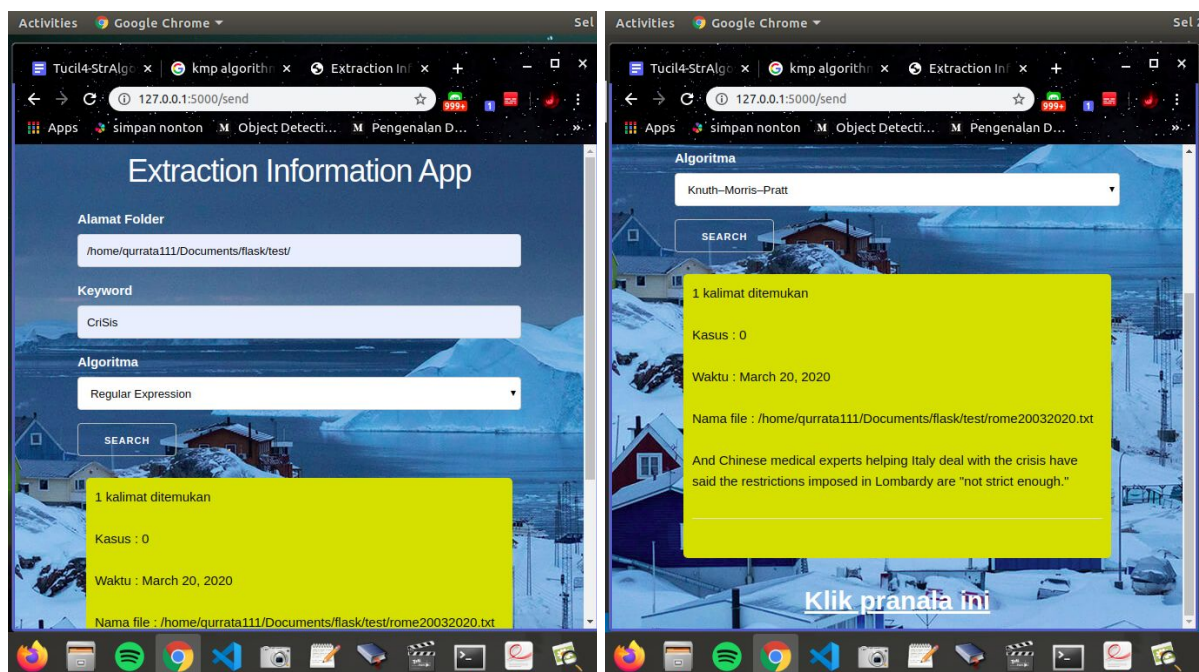 Activities Google Chrome Sel
Tucil4-StrAlgo kmp algorithm Extraction Inf
127.0.0.1:5000/send 999+ 1
Apps simpan nonton Object Detecti... Pengenalan D... »
Extraction Information App
Alamat Folder
/home/qurrata111/Documents/flask/test/
Keyword
CriSis
Algoritma
Regular Expression
SEARCH
1 kalimat ditemukan
Kasus : 0
Waktu : March 20, 2020
Nama file : /home/qurrata111/Documents/flask/test/rome20032020.txt
Activities Google Chrome Sel 2
Tucil4-StrAlgo kmp algorithm Extraction Inf
127.0.0.1:5000/send 999+ 1
Apps simpan nonton Object Detecti... Pengenalan D... »
Algoritma
Knuth–Morris–Pratt
SEARCH
1 kalimat ditemukan
Kasus : 0
Waktu : March 20, 2020
Nama file : /home/qurrata111/Documents/flask/test/rome20032020.txt
And Chinese medical experts helping Italy deal with the crisis have
said the restrictions imposed in Lombardy are "not strict enough."
Klik pranala ini